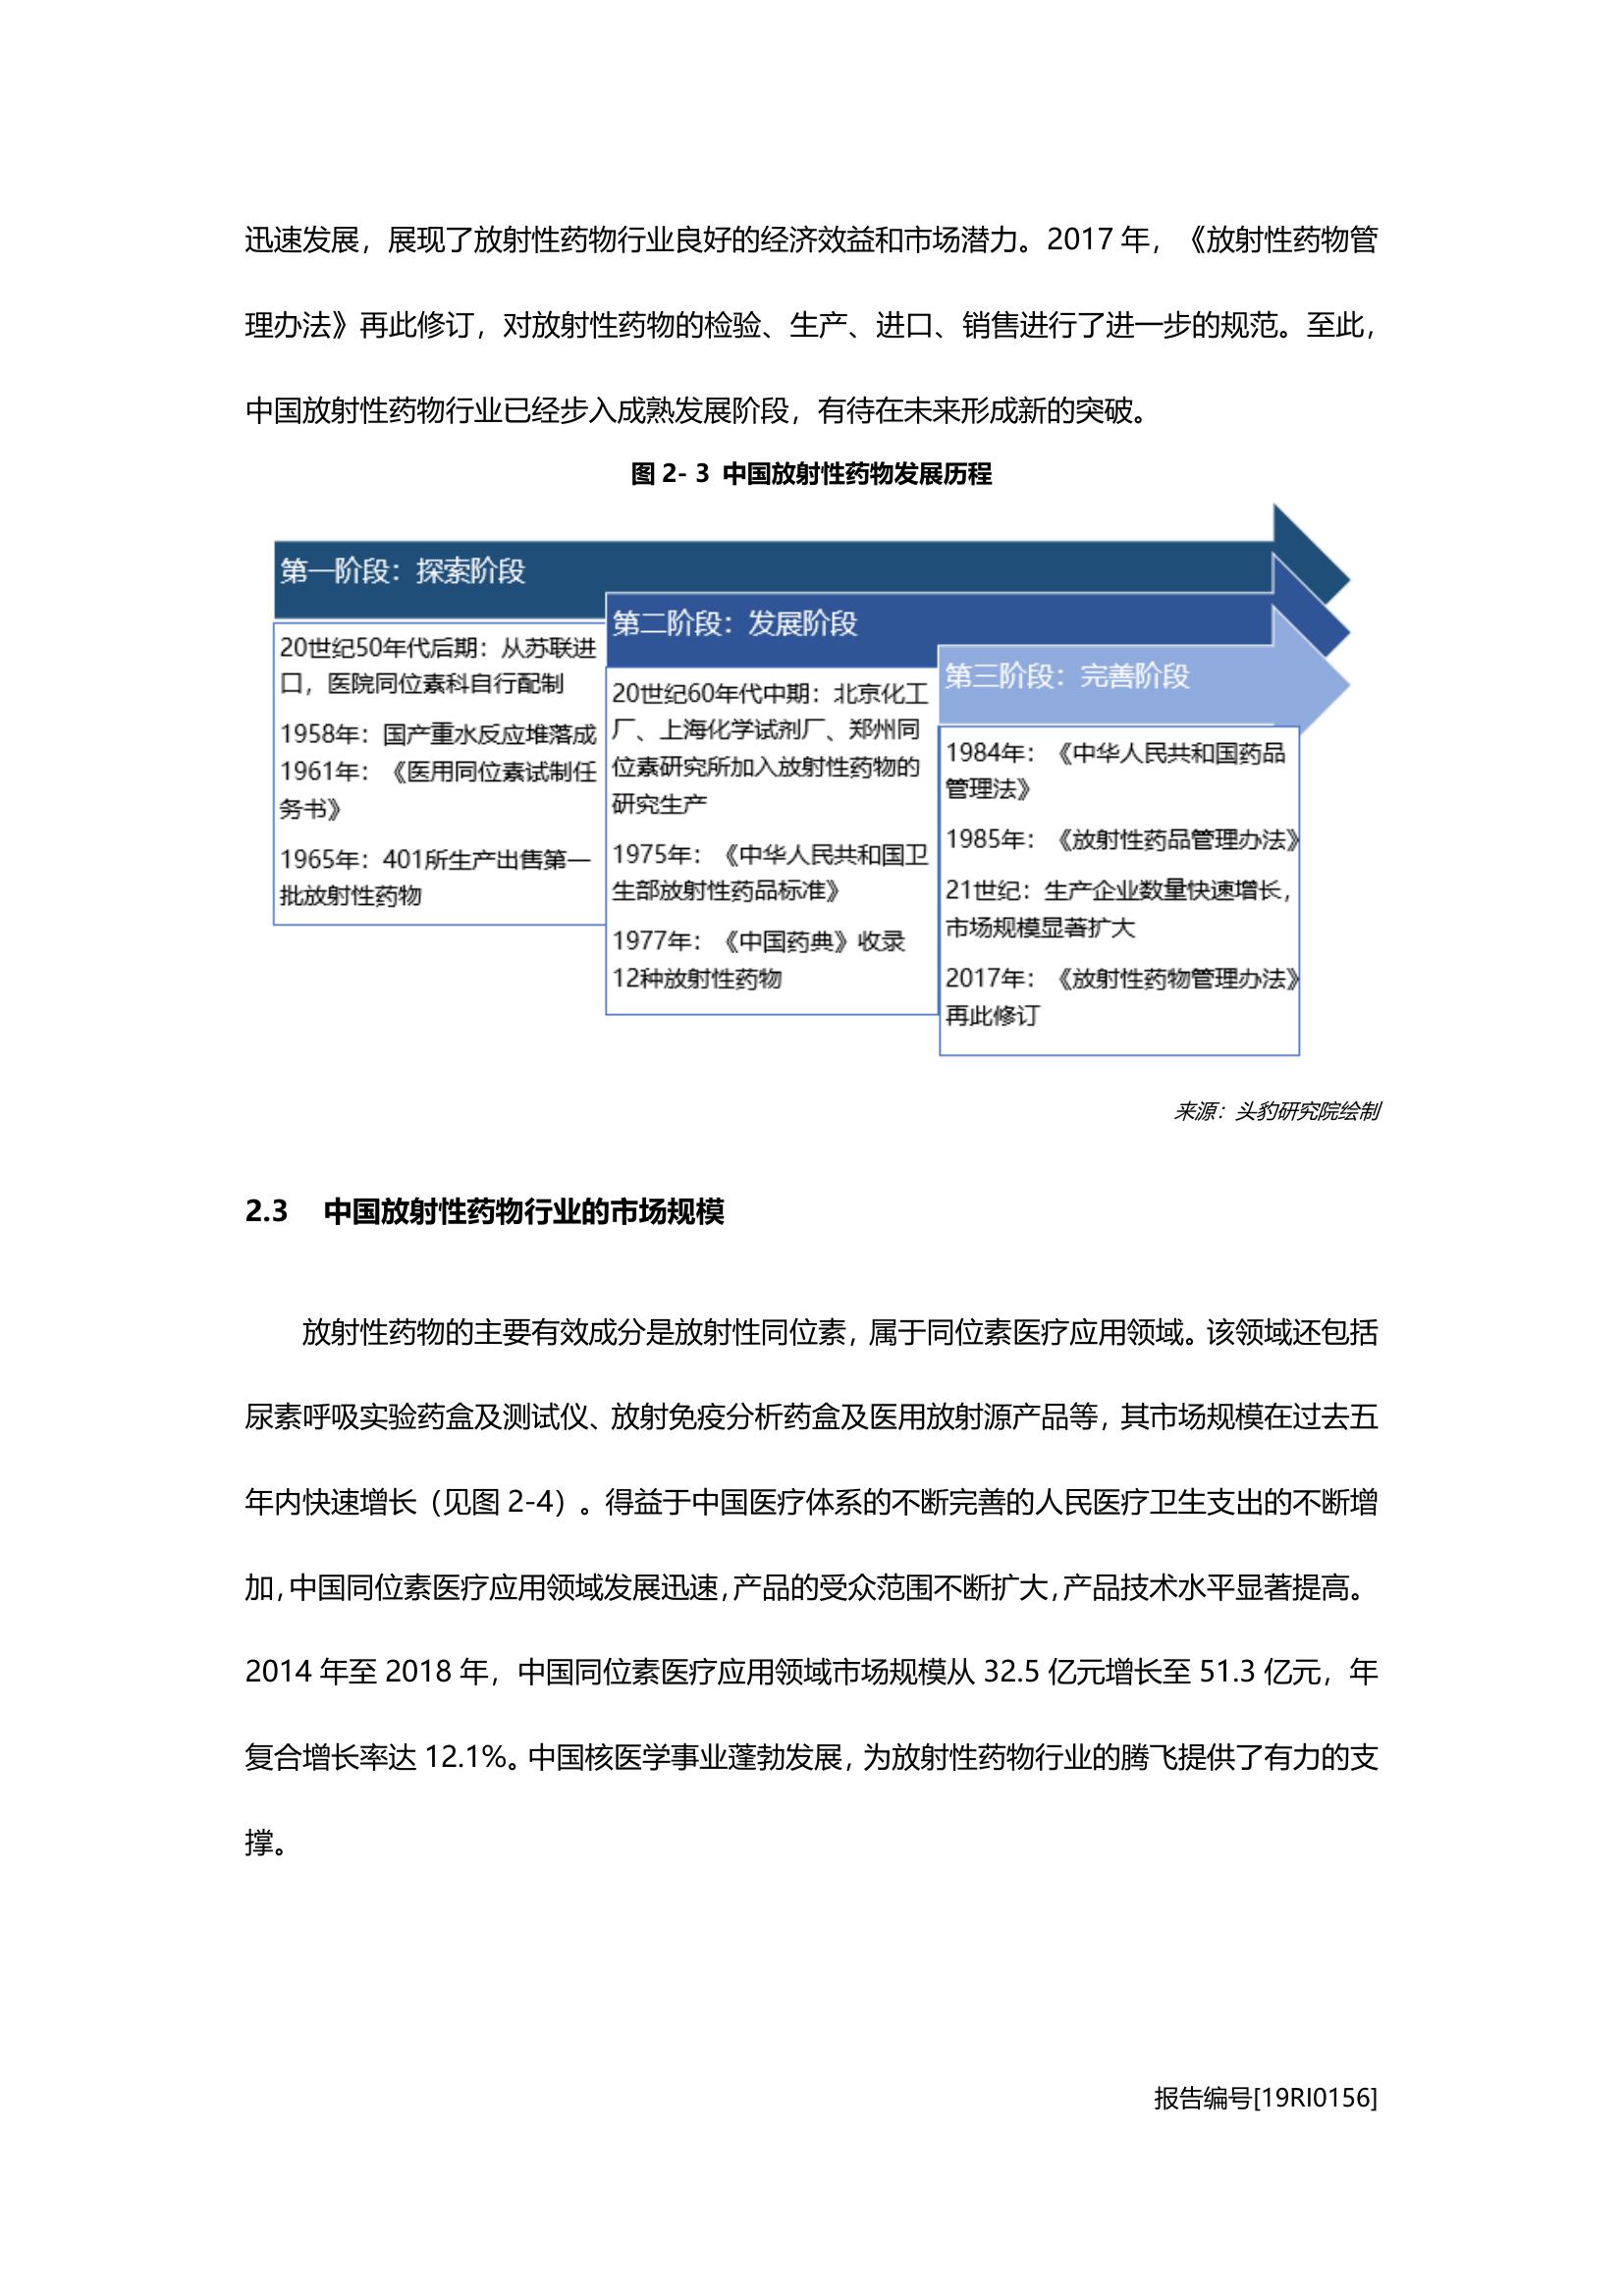 迅速发展，展现了放射性药物行业良好的经济效益和市场潜力。2017 年，《放射性药物管
理办法》再此修订，对放射性药物的检验、生产、进口、销售进行了进一步的规范。至此，
中国放射性药物行业已经步入成熟发展阶段，有待在未来形成新的突破。
图 2- 3 中国放射性药物发展历程
第一阶段：探索阶段
20世纪50年代后期：从苏联进
口，医院同位素科自行配制
1958年：国产重水反应堆落成
1961年：《医用同位素试制任
务书》
1965年：401所生产出售第一
批放射性药物
第二阶段：发展阶段
20世纪60年代中期：北京化工
厂、上海化学试剂厂、郑州同
位素研究所加入放射性药物的
研究生产
1975年：《中华人民共和国卫
生部放射性药品标准》
1977年：《中国药典》收录
12种放射性药物
第三阶段：完善阶段
1984年：《中华人民共和国药品
管理法》
1985年：《放射性药品管理办法》
21世纪：生产企业数量快速增长，
市场规模显著扩大
2017年：《放射性药物管理办法》
再此修订
来源：头豹研究院绘制
2.3 中国放射性药物行业的市场规模
放射性药物的主要有效成分是放射性同位素，属于同位素医疗应用领域。该领域还包括
尿素呼吸实验药盒及测试仪、放射免疫分析药盒及医用放射源产品等，其市场规模在过去五
年内快速增长（见图 2-4）。得益于中国医疗体系的不断完善的人民医疗卫生支出的不断增
加，中国同位素医疗应用领域发展迅速，产品的受众范围不断扩大，产品技术水平显著提高。
2014 年至 2018 年，中国同位素医疗应用领域市场规模从 32.5 亿元增长至 51.3 亿元，年
复合增长率达 12.1%。中国核医学事业蓬勃发展，为放射性药物行业的腾飞提供了有力的支
撑。
报告编号[19RI0156]